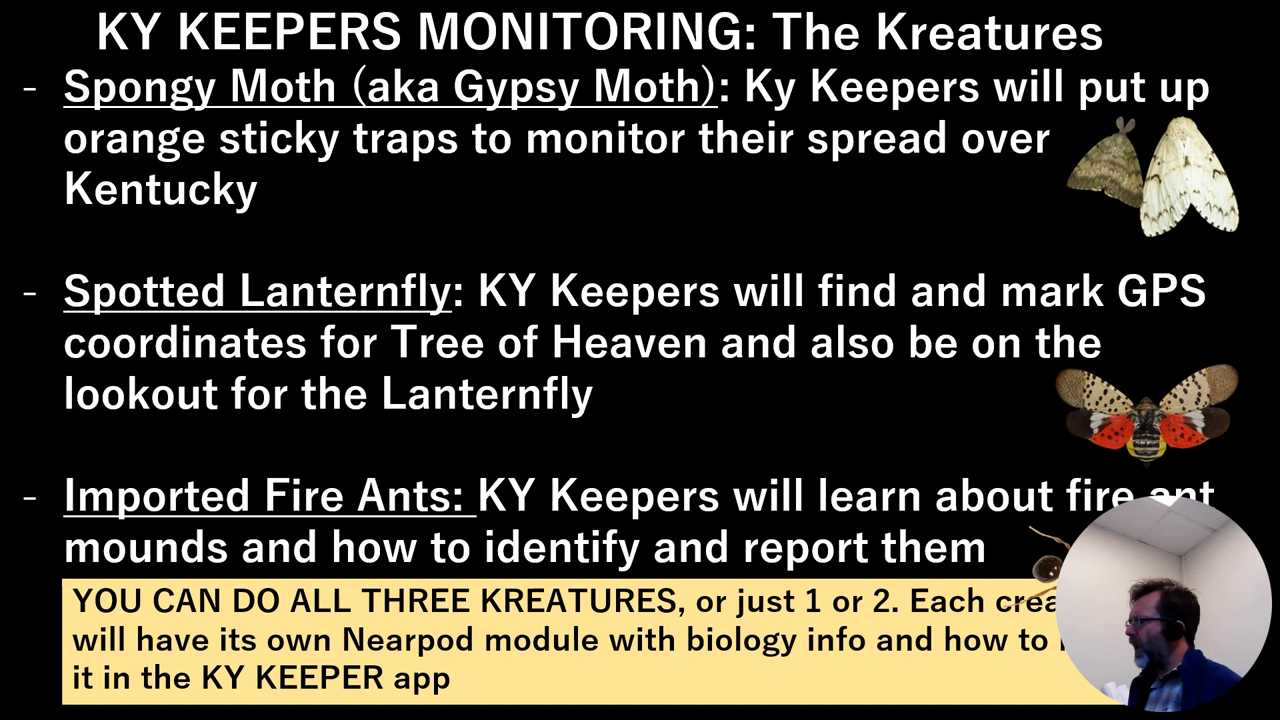 KY KEEPERS MONITORING: The Kreatures
- Spongy Moth (aka Gypsy Moth): Ky Keepers will put up
orange sticky traps to monitor their spread over
Kentucky
- Spotted Lanternfly: KY Keepers will find and mark GPS
coordinates for Tree of Heaven and also be on the
lookout for the Lanternfly
- Imported Fire Ants: KY Keepers will learn about fire ant
mounds and how to identify and report them
YOU CAN DO ALL THREE KREATURES, or just 1 or 2. Each
will have its own Nearpod module with biology info and how to
it in the KY KEEPER app